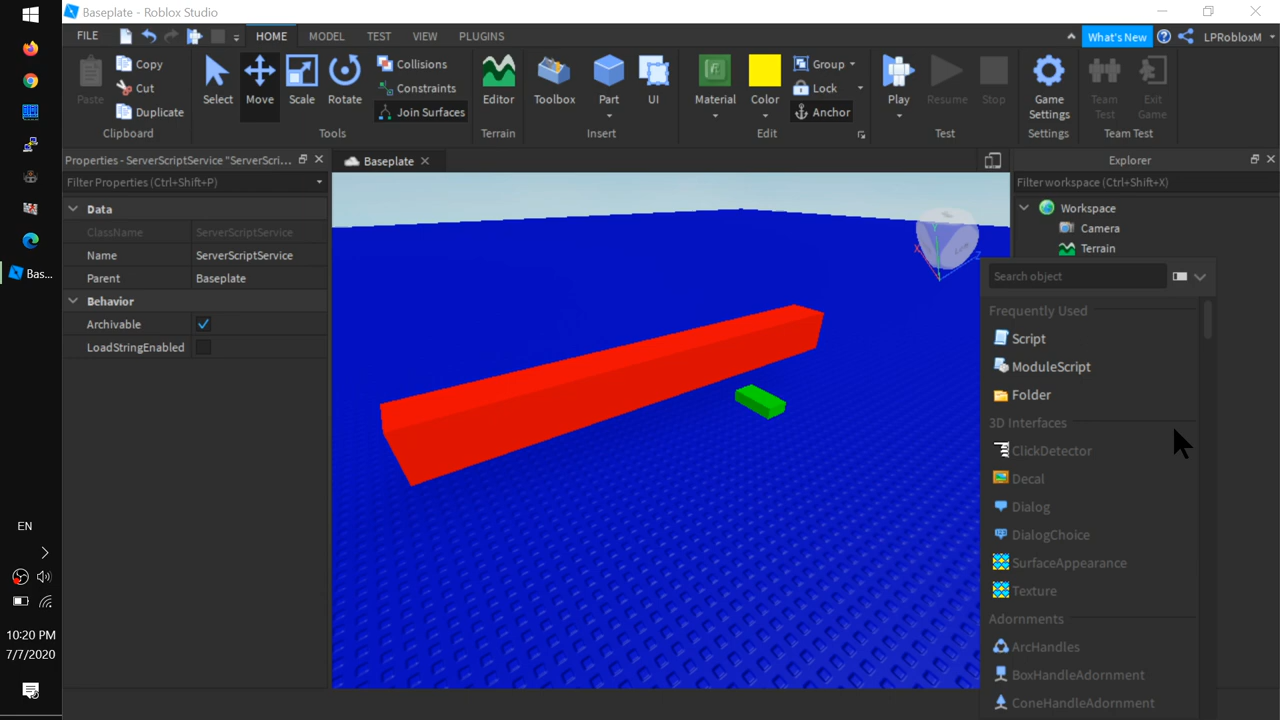 Baseplate - Roblox Studio
FILE
HOME
MODEL
TEST
VIEW
PLUGINS
What's New
LPRobloxM
Paste
Copy
Cut
Duplicate
Clipboard
Select
Move
Scale
Rotate
Collisions
Constraints
Join Surfaces
Tools
Editor
Terrain
Toolbox
Part
UI
Insert
Material
Color
Group
Lock
Anchor
Edit
Play
Resume
Stop
Test
Game
Settings
Settings
Team
Test
Exit
Game
Team Test
Properties - ServerScriptService "ServerScri...
Filter Properties (Ctrl+Shift+P)
Data
ClassName ServerScriptService
Name ServerScriptService
Parent Baseplate
Behavior
Archivable
LoadStringEnabled
Baseplate
X
Y
Z
Explorer
Filter workspace (Ctrl+Shift+X)
Workspace
Camera
Terrain
Search object
Frequently Used
Script
ModuleScript
Folder
3D Interfaces
ClickDetector
Decal
Dialog
DialogChoice
SurfaceAppearance
Texture
Adornments
ArcHandles
BoxHandleAdornment
ConeHandleAdornment
Bas...
EN
10:20 PM
7/7/2020